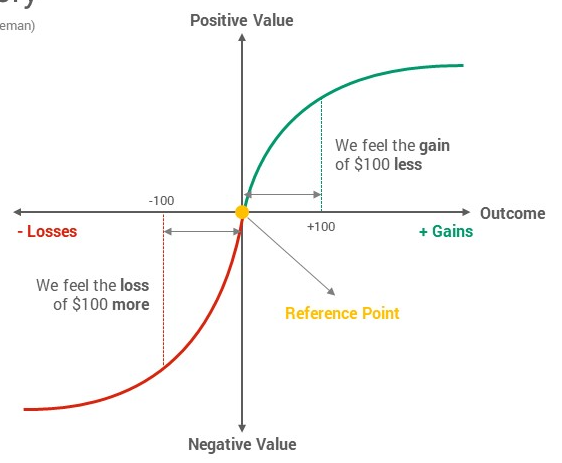 eman)
Positive Value
We feel the gain
of $100 less
-100
Outcome
- Losses
+100
+ Gains
We feel the loss
of $100 more
Reference Point
Negative Value